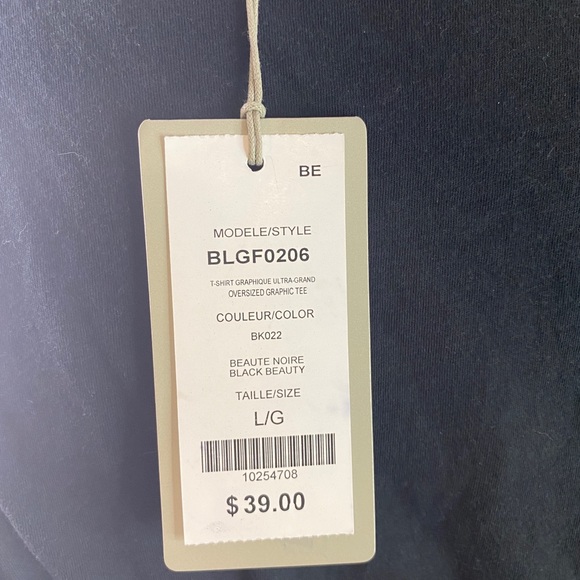 BE
MODELE/STYLE
BLGF0206
T-SHIRT GRAPHIQUE ULTRA-GRAND
OVERSIZED GRAPHIC TEE
COULEUR/COLOR
BK022
BEAUTE NOIRE
BLACK BEAUTY
TAILLE/SIZE
L/G
10254708
$39.00